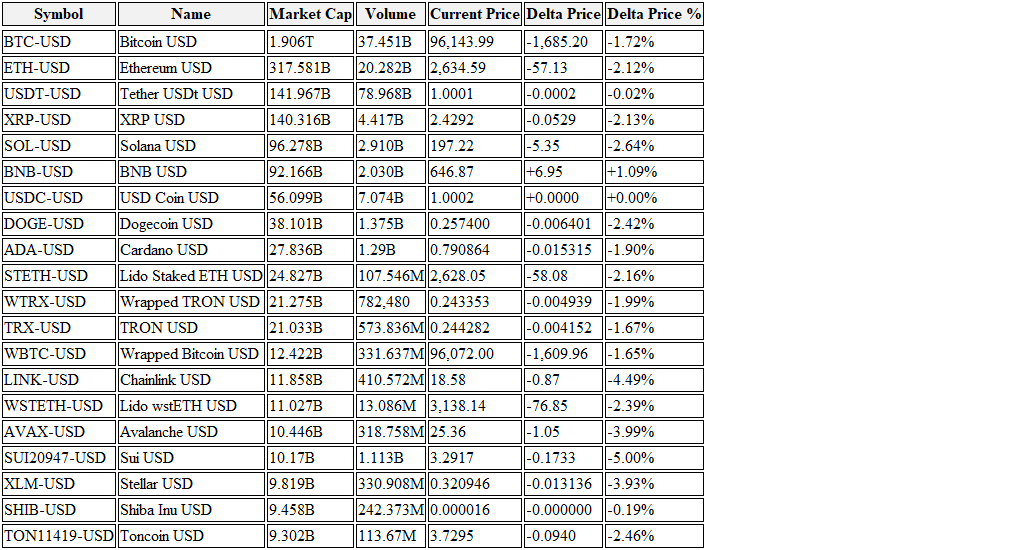 Symbol Name Market Cap Volume Current Price Delta Price Delta Price %
BTC-USD Bitcoin USD 1.906T 37.451B 96,143.99 -1,685.20 -1.72%
ETH-USD Ethereum USD 317.581B 20.282B 2,634.59 -57.13 -2.12%
USDT-USD Tether USDt USD 141.967B 78.968B 1.0001 -0.0002 -0.02%
XRP-USD XRP USD 140.316B 4.417B 2.4292 -0.0529 -2.13%
SOL-USD Solana USD 96.278B 2.910B 197.22 -5.35 -2.64%
BNB-USD BNB USD 92.166B 2.030B 646.87 +6.95 +1.09%
USDC-USD USD Coin USD 56.099B 7.074B 1.0002 +0.0000 +0.00%
DOGE-USD Dogecoin USD 38.101B 1.375B 0.257400 -0.006401 -2.42%
ADA-USD Cardano USD 27.836B 1.29B 0.790864 -0.015315 -1.90%
STETH-USD Lido Staked ETH USD 24.827B 107.546M 2,628.05 -58.08 -2.16%
WTRX-USD Wrapped TRON USD 21.275B 782,480 0.243353 -0.004939 -1.99%
TRX-USD TRON USD 21.033B 573.836M 0.244282 -0.004152 -1.67%
WBTC-USD Wrapped Bitcoin USD 12.422B 331.637M 96,072.00 -1,609.96 -1.65%
LINK-USD Chainlink USD 11.858B 410.572M 18.58 -0.87 -4.49%
WSTETH-USD Lido wstETH USD 11.027B 13.086M 3,138.14 -76.85 -2.39%
AVAX-USD Avalanche USD 10.446B 318.758M 25.36 -1.05 -3.99%
SUI20947-USD Sui USD 10.17B 1.113B 3.2917 -0.1733 -5.00%
XLM-USD Stellar USD 9.819B 330.908M 0.320946 -0.013136 -3.93%
SHIB-USD Shiba Inu USD 9.458B 242.373M 0.000016 -0.000000 -0.19%
TON11419-USD Toncoin USD 9.302B 113.67M 3.7295 -0.0940 -2.46%